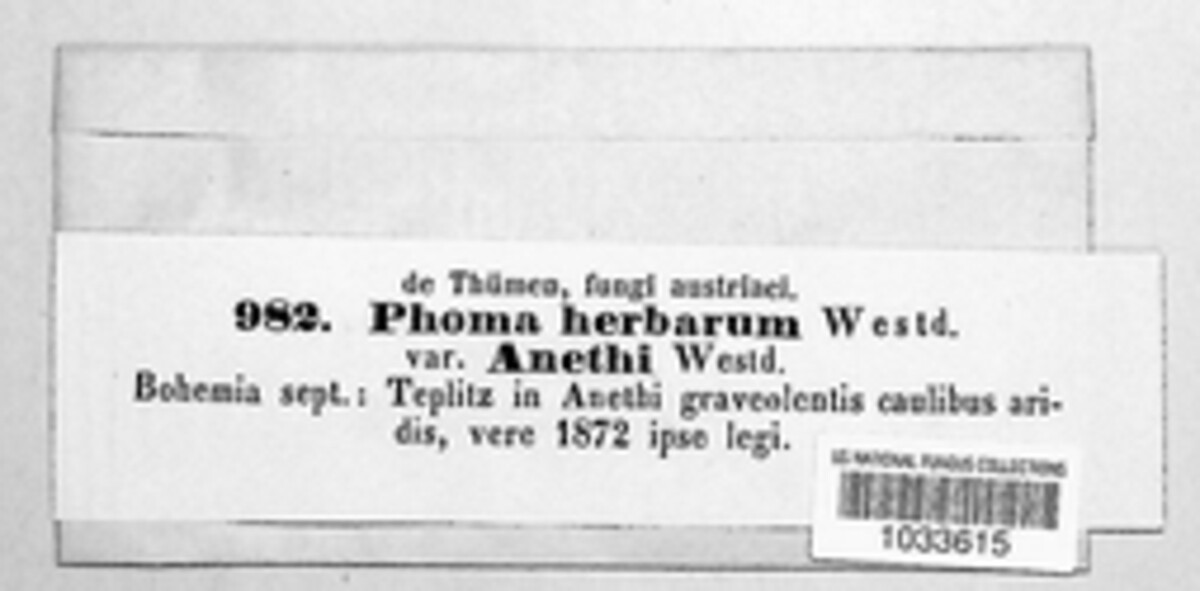 de Thümen, fungi austriaci.
982. Phoma herbarum Westd.
var. Anethi Westd.
Bohemia sept.: Teplitz in Anethi graveolentis caulibus ari-
dis, vere 1872 ipse legi.
US NATIONAL FUNGUS COLLECTIONS
1033615